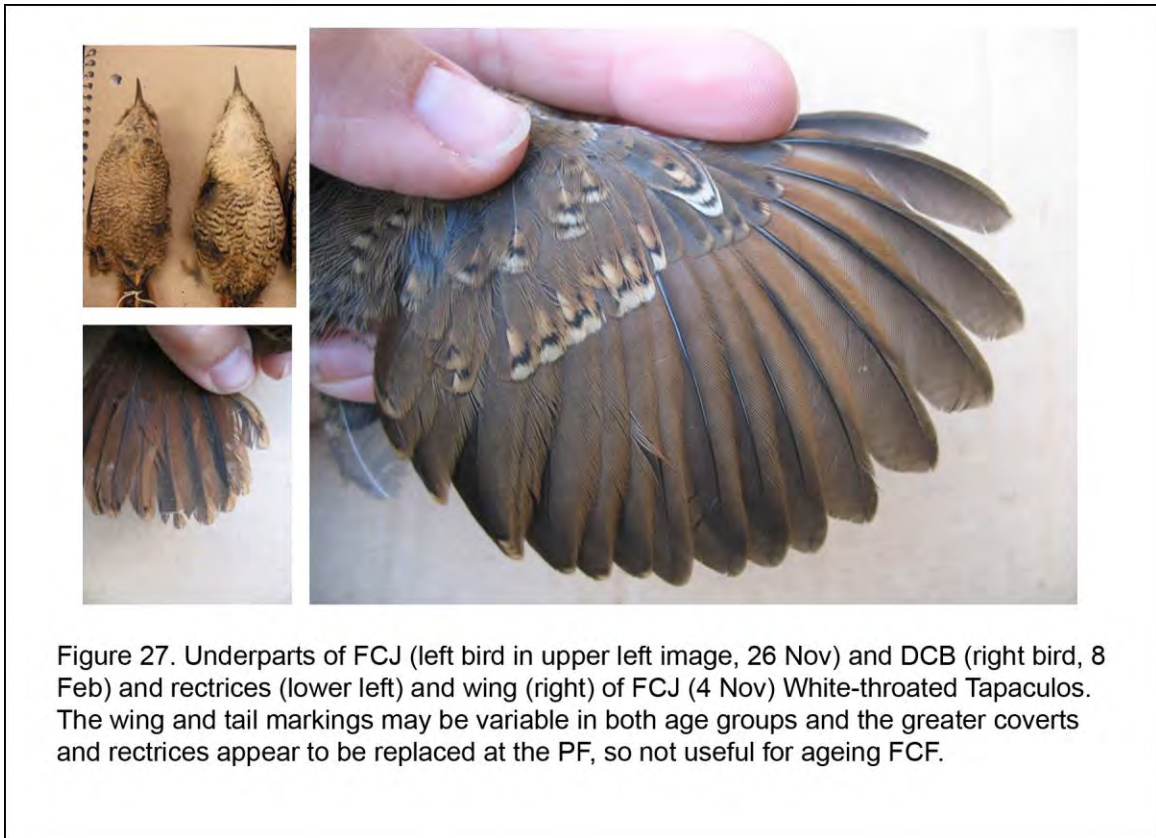 Figure 27. Underparts of FCJ (left bird in upper left image, 26 Nov) and DCB (right bird, 8
Feb) and rectrices (lower left) and wing (right) of FCJ (4 Nov) White-throated Tapaculos.
The wing and tail markings may be variable in both age groups and the greater coverts
and rectrices appear to be replaced at the PF, so not useful for ageing FCF.